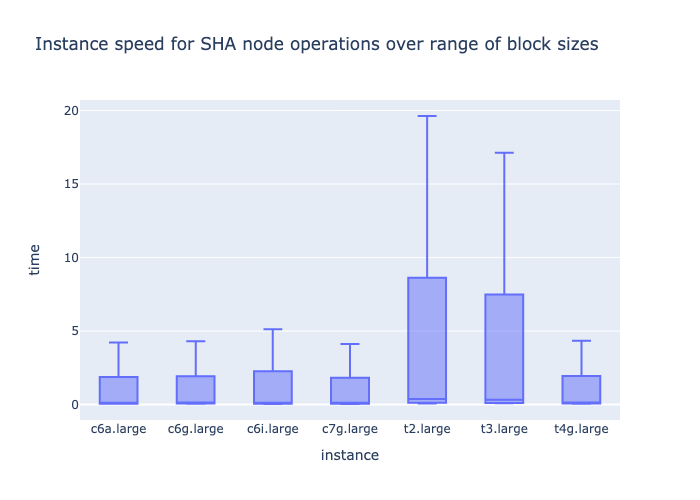 Instance speed for SHA node operations over range of block sizes
20
15
10
5
0
time
c6a.large
c6g.large
c6i.large
c7g.large
t2.large
t3.large
t4g.large
instance